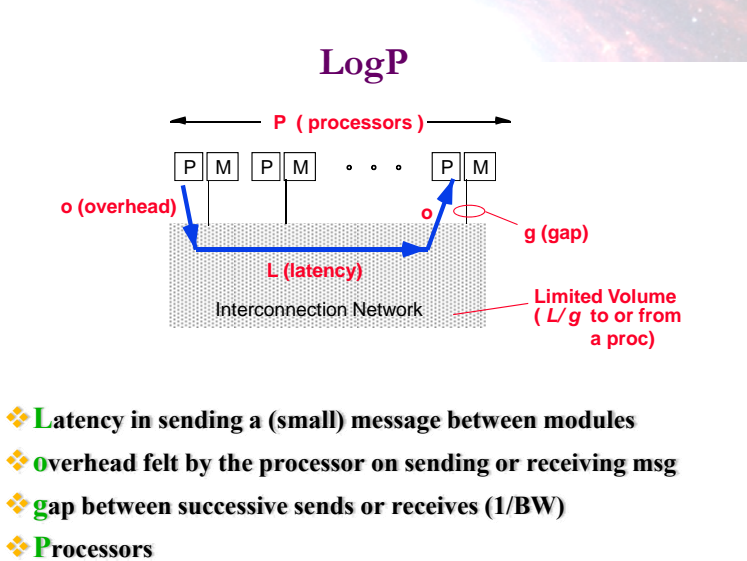 LogP
P ( processors )
P M P M ° ° ° P M
o (overhead)
o
g (gap)
L (latency)
Interconnection Network
Limited Volume
( L/ g to or from
a proc)
Latency in sending a (small) message between modules
overhead felt by the processor on sending or receiving msg
gap between successive sends or receives (1/BW)
Processors